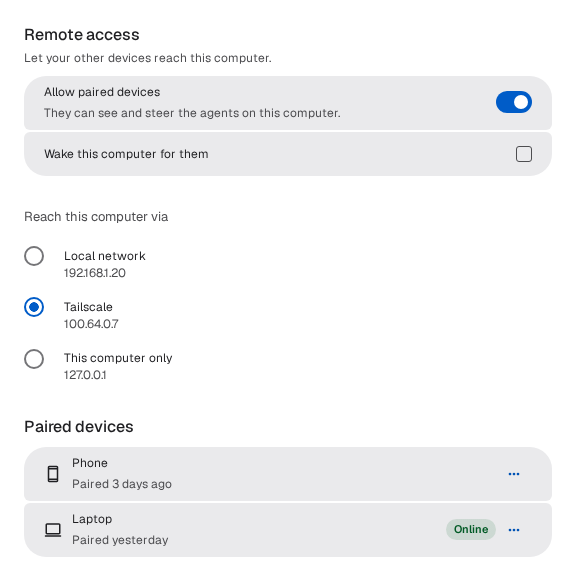 Remote access
Let your other devices reach this computer.
Allow paired devices
They can see and steer the agents on this computer.
Wake this computer for them
Reach this computer via
Local network
192.168.1.20
Tailscale
100.64.0.7
This computer only
127.0.0.1
Paired devices
Phone
Paired 3 days ago
Laptop
Online
Paired yesterday